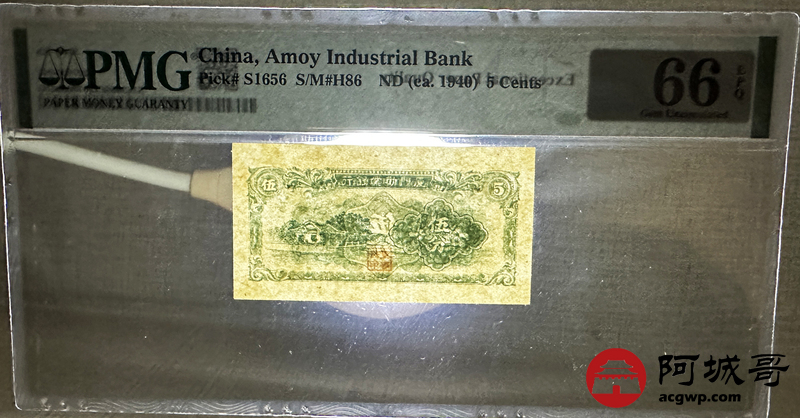 PMG
PAPER MONEY GUARANTY
China, Amoy Industrial Bank
Pick# S1656 S/M#H86 ND (ca. 1940) 5 Cents
66
EPQ
Gem Uncirculated
伍
5
阿城哥
acgwp.com